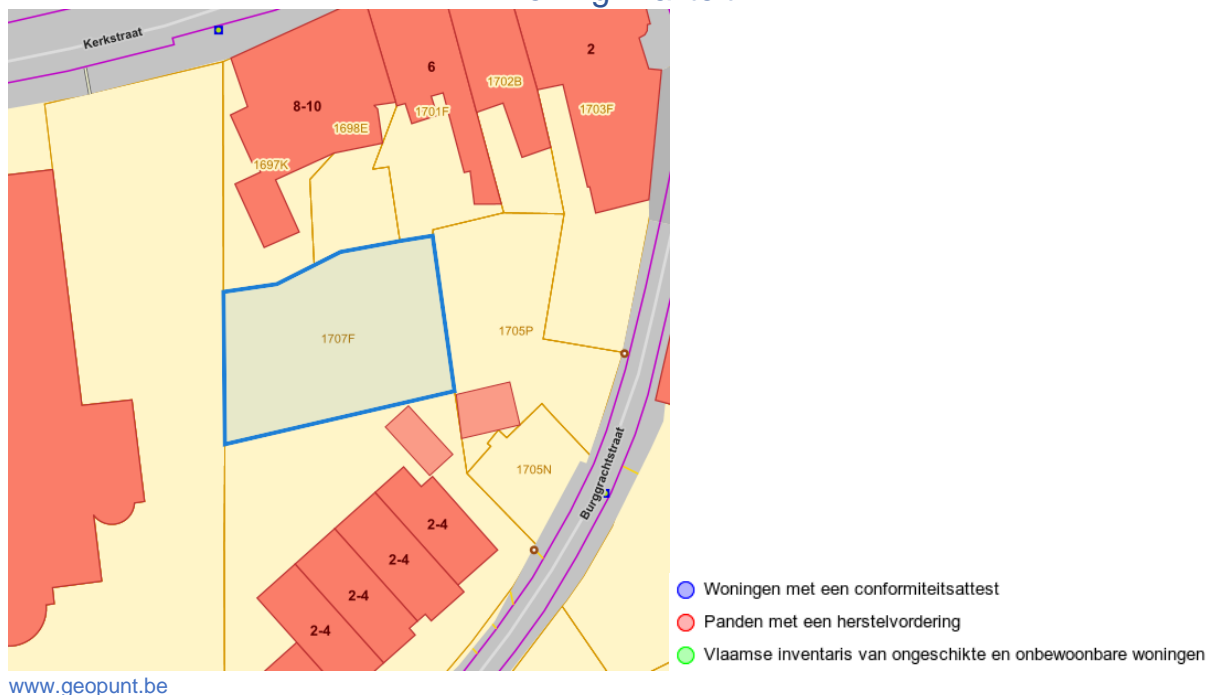 Kerkstraat
2
6
1702B
8-10
1701F
1703F
1698E
1697K
1707F
1705P
1705N
Burggrachtstraat
2-4
2-4
2-4
2-4
Woningen met een conformiteitsattest
Panden met een herstelvordering
Vlaamse inventaris van ongeschikte en onbewoonbare woningen
www.geopunt.be